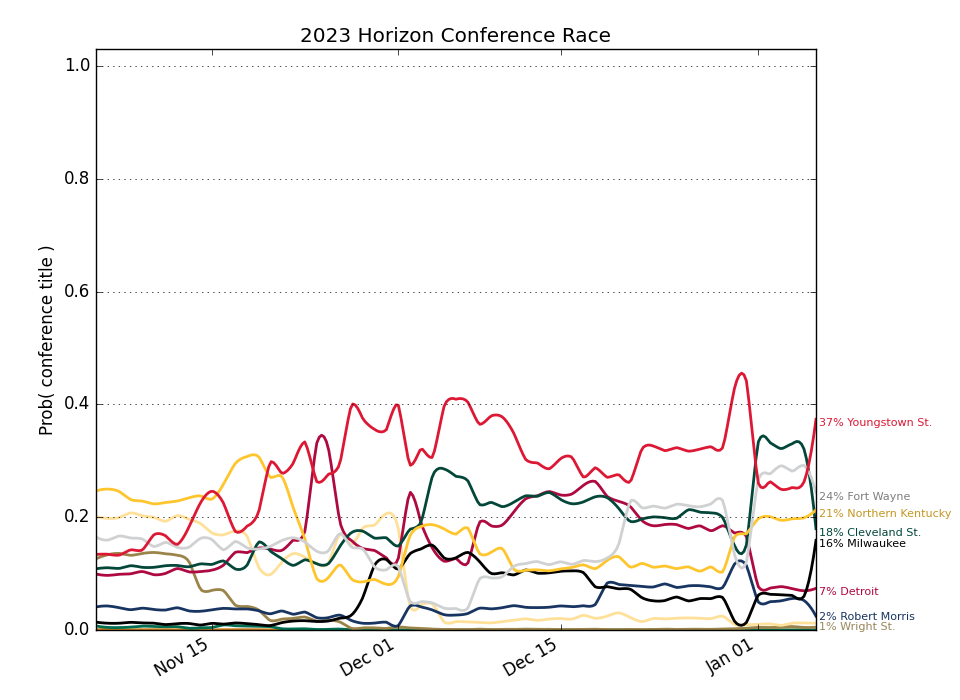 2023 Horizon Conference Race
Prob( conference title )
1.0
0.8
0.6
0.4
0.2
0.0
Nov 15
Dec 01
Dec 15
Jan 01
37% Youngstown St.
24% Fort Wayne
21% Northern Kentucky
18% Cleveland St.
16% Milwaukee
7% Detroit
2% Robert Morris
1% Wright St.